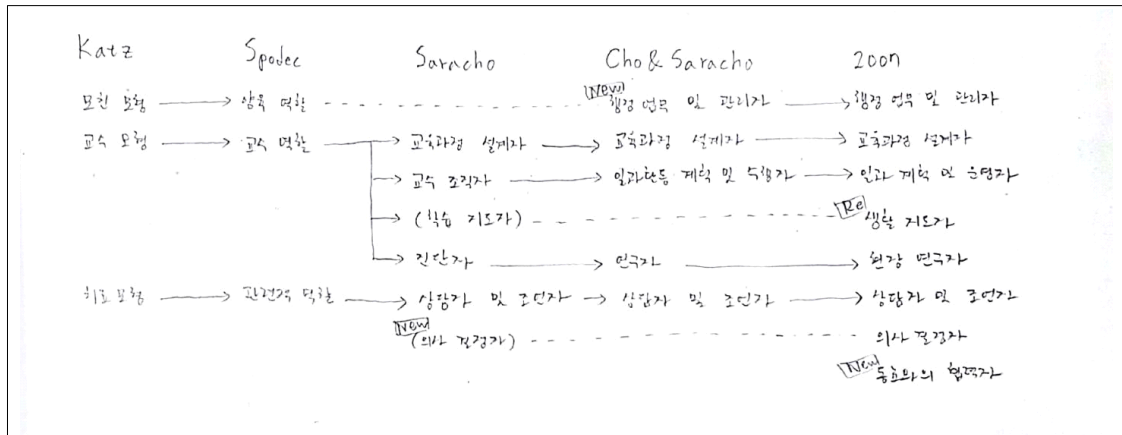 Katz Spodec Saracho Cho & Saracho 2001
모친 모형 양육 역할 New 행정 업무 및 관리자 행정 업무 및 관리자
교수 모형 교수 역할 교육과정 설계자 교육과정 설계자 교육과정 설계자
교수 조직자 일과활동 계획 및 수행자 일과 계획 및 운영자
(학습 지도자) Re 생활 지도자
진단자 연구자 현장 연구자
치료 모형 관련적 역할 상담자 및 조언자 상담자 및 조언자 상담자 및 조언자
New (의사 결정자) 의사 결정자
New 동료와의 협력자